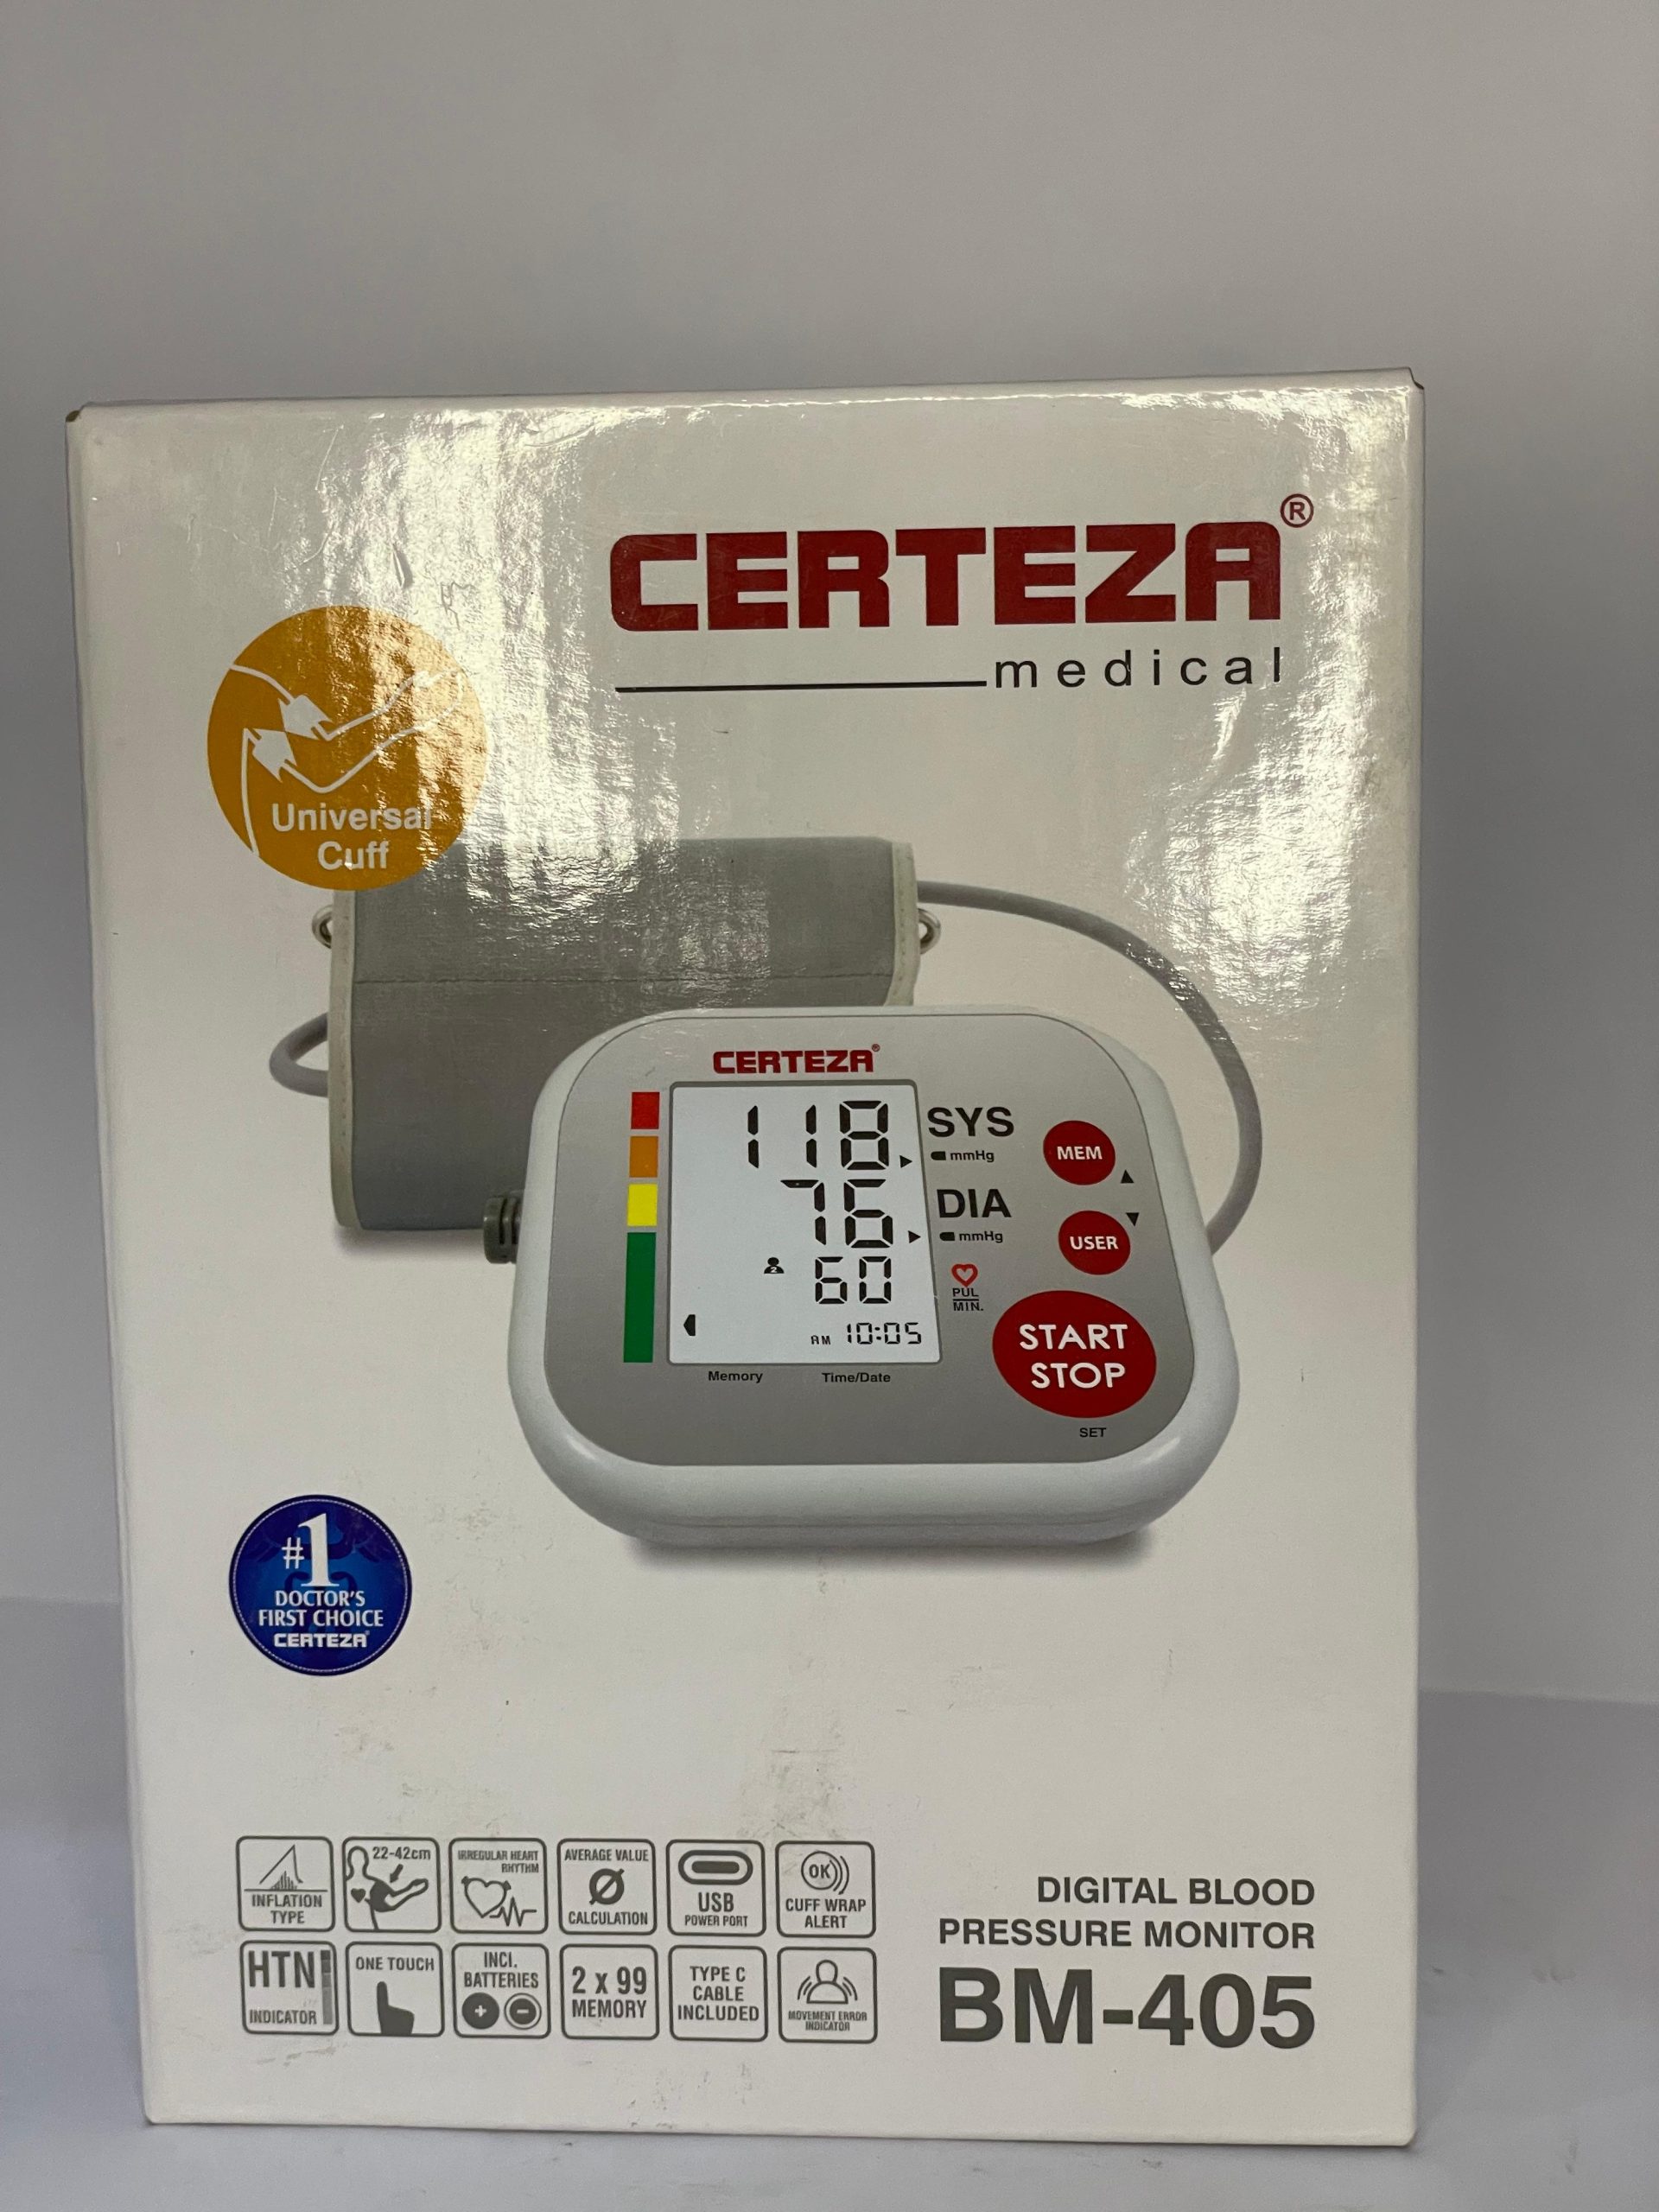 CERTEZA®
medical
Universal
Cuff
CERTEZA®
118
SYS
mmHg
MEM
76
DIA
mmHg
USER
2
60
PUL
MIN.
AM 10:05
START
STOP
Memory
Time/Date
SET
#1
DOCTOR'S
FIRST CHOICE
CERTEZA®
INFLATION
TYPE
22-42cm
IRREGULAR HEART
RHYTHM
AVERAGE VALUE
Ø
CALCULATION
USB
POWER PORT
OK
CUFF WRAP
ALERT
HTN
INDICATOR
ONE TOUCH
INCl.
BATTERIES
+ −
2 x 99
MEMORY
TYPE C
CABLE
INCLUDED
MOVEMENT ERROR
INDICATOR
DIGITAL BLOOD
PRESSURE MONITOR
BM-405